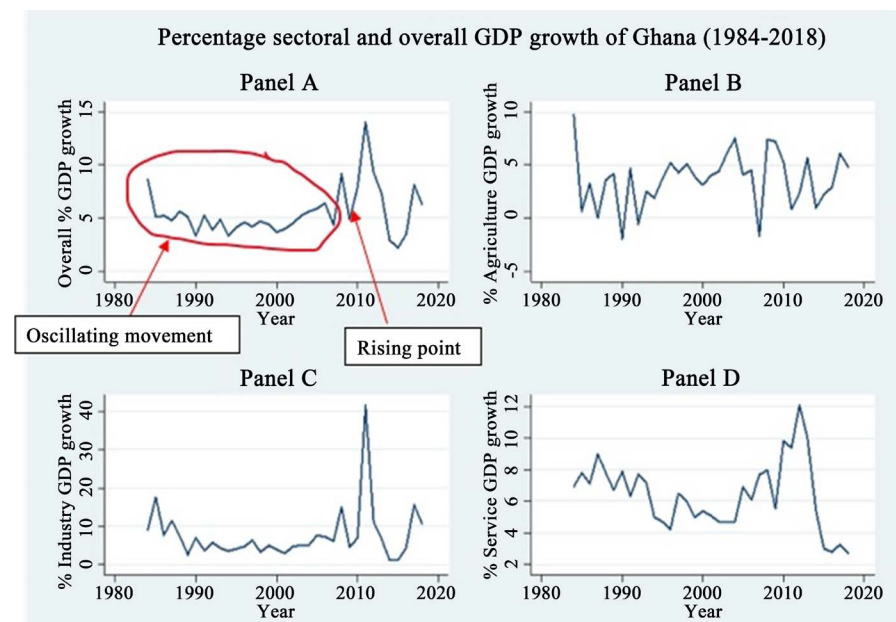 Percentage sectoral and overall GDP growth of Ghana (1984-2018)
Panel A
Overall % GDP growth
15
10
5
0
1980
1990
2000
2010
2020
Year
Oscillating movement
Rising point
Panel B
% Agriculture GDP growth
10
5
0
-5
1980
1990
2000
2010
2020
Year
Panel C
% Industry GDP growth
40
30
20
10
0
1980
1990
2000
2010
2020
Year
Panel D
% Service GDP growth
12
10
8
6
4
2
1980
1990
2000
2010
2020
Year